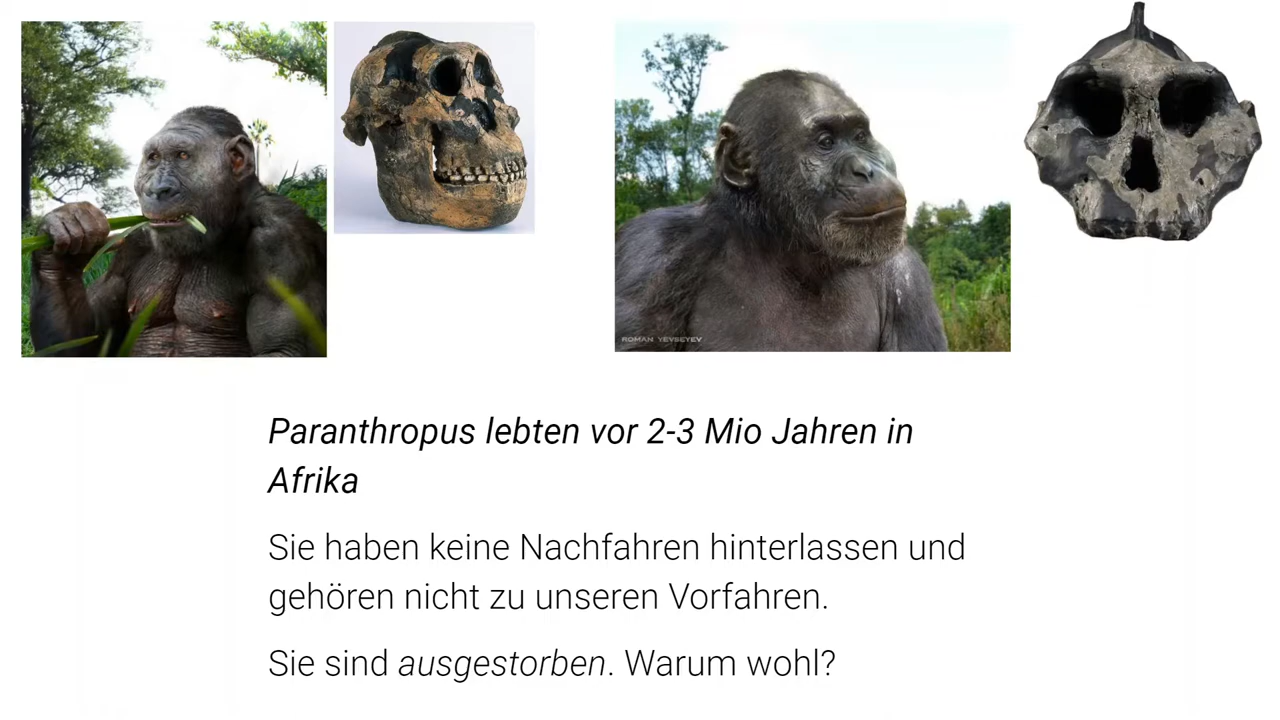 ROMAN YEVSEYEV
Paranthropus lebten vor 2-3 Mio Jahren in
Afrika
Sie haben keine Nachfahren hinterlassen und
gehören nicht zu unseren Vorfahren.
Sie sind ausgestorben. Warum wohl?